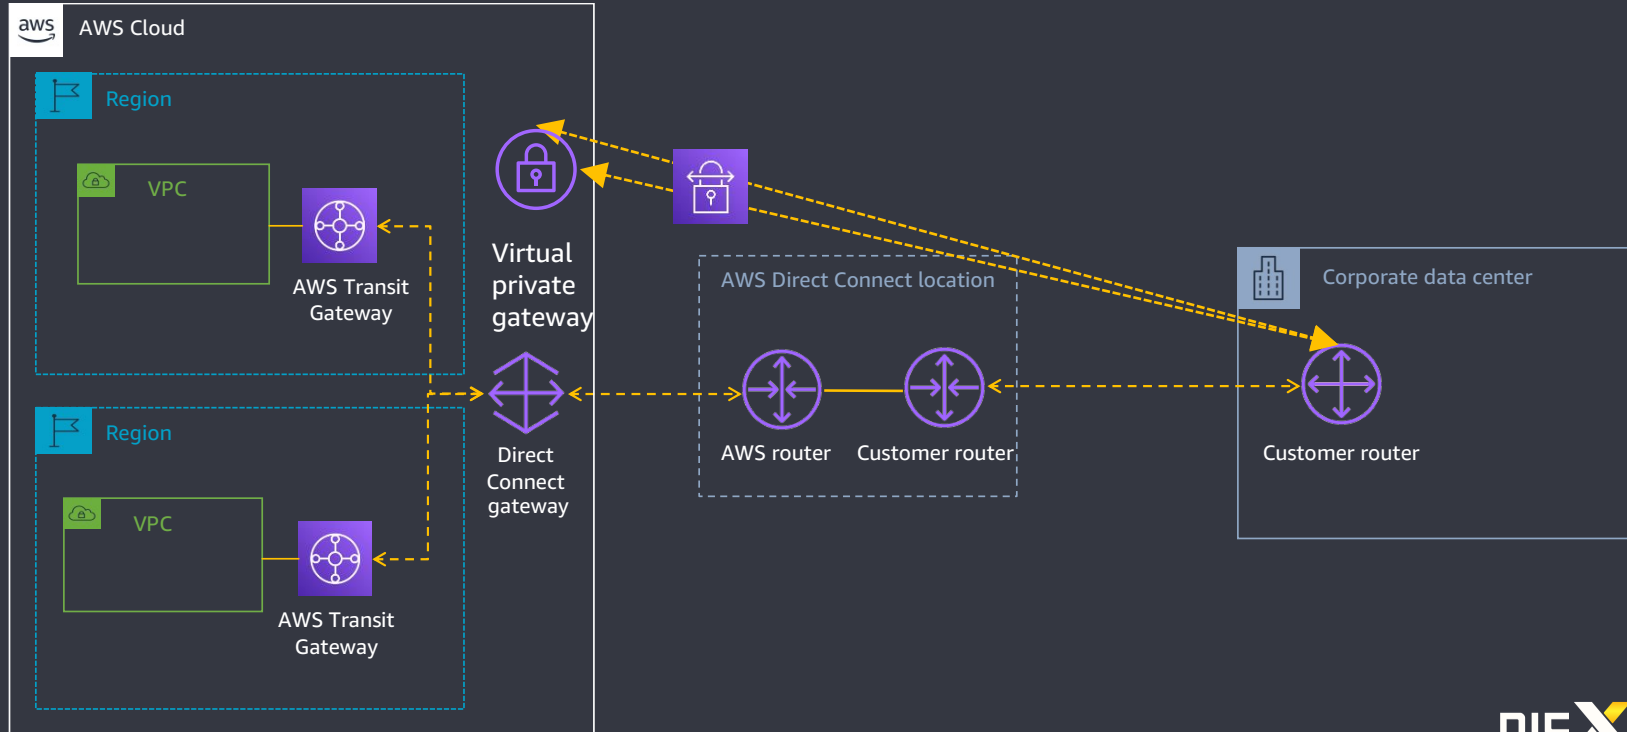 aws
AWS Cloud
Region
VPC
AWS Transit
Gateway
Virtual
private
gateway
AWS Direct Connect location
Corporate data center
AWS router
Customer router
Customer router
Direct
Connect
gateway
Region
VPC
AWS Transit
Gateway